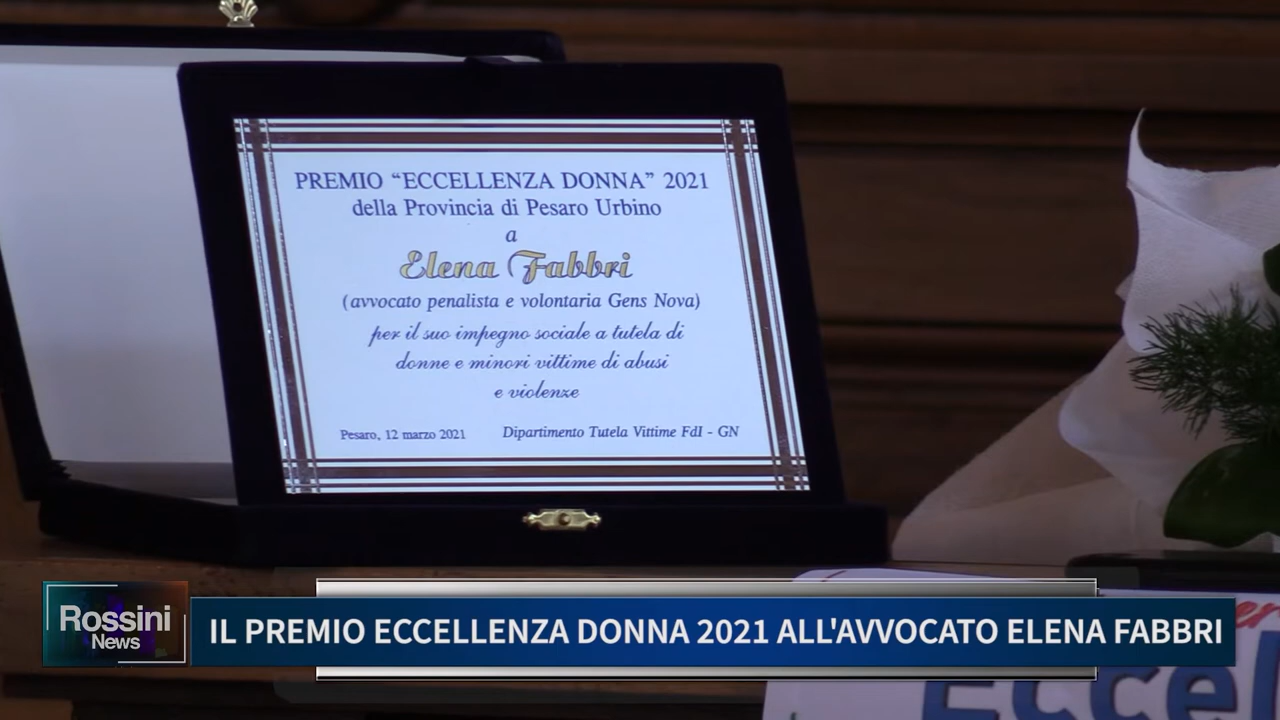 PREMIO “ECCELLENZA DONNA” 2021
della Provincia di Pesaro Urbino
a
Elena Fabbri
(avvocato penalista e volontaria Gens Nova)
per il suo impegno sociale a tutela di
donne e minori vittime di abusi
e violenze
Pesaro, 12 marzo 2021 Dipartimento Tutela Vittime FdI - GN
Rossini
News
IL PREMIO ECCELLENZA DONNA 2021 ALL'AVVOCATO ELENA FABBRI